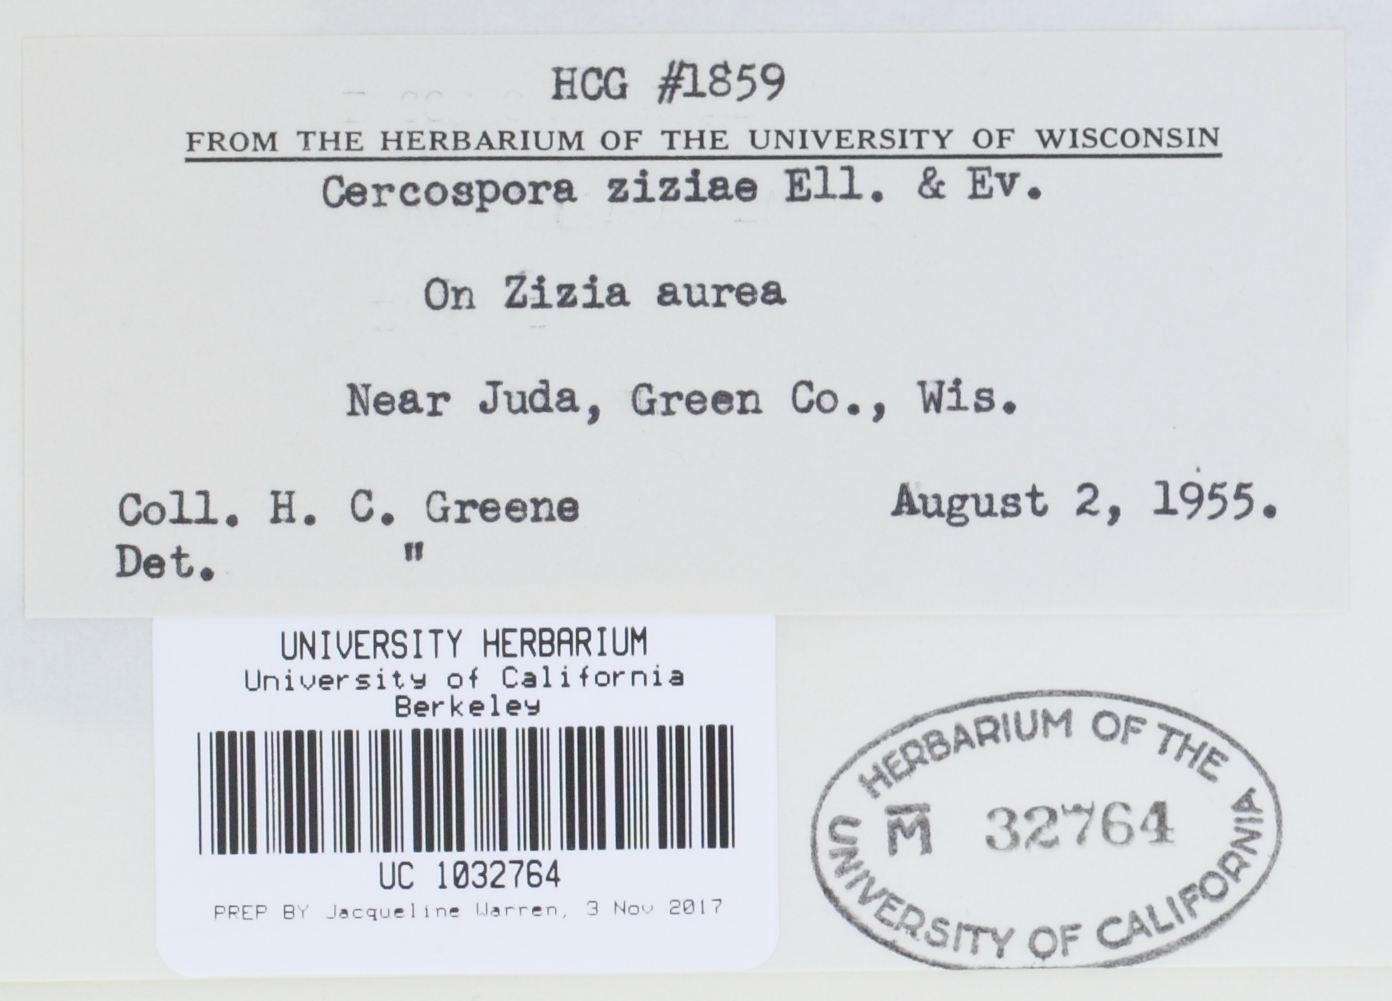 HCG #1859
FROM THE HERBARIUM OF THE UNIVERSITY OF WISCONSIN
Cercospora ziziae Ell. & Ev.
On Zizia aurea
Near Juda, Green Co., Wis.
Coll. H. C. Greene August 2, 1955.
Det. "
UNIVERSITY HERBARIUM
University of California
Berkeley
UC 1032764
PREP BY Jacqueline Warren, 3 Nov 2017
HERBARIUM OF THE
M̅ 32764
UNIVERSITY OF CALIFORNIA